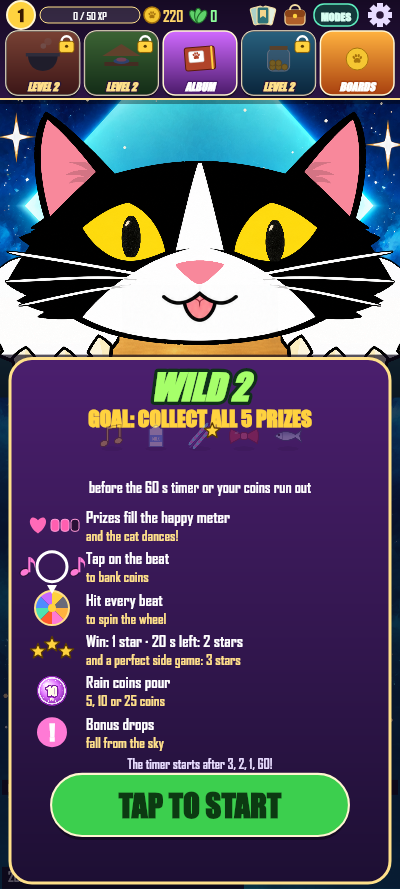 1
0 / 50 XP
220
0
MODES
LEVEL 2
LEVEL 2
ALBUM
LEVEL 2
BOARDS
WILD 2
GOAL: COLLECT ALL 5 PRIZES
before the 60 s timer or your coins run out
Prizes fill the happy meter
and the cat dances!
Tap on the beat
to bank coins
Hit every beat
to spin the wheel
Win: 1 star · 20 s left: 2 stars
and a perfect side game: 3 stars
10
Rain coins pour
5, 10 or 25 coins
!
Bonus drops
fall from the sky
The timer starts after 3, 2, 1, GO!
TAP TO START